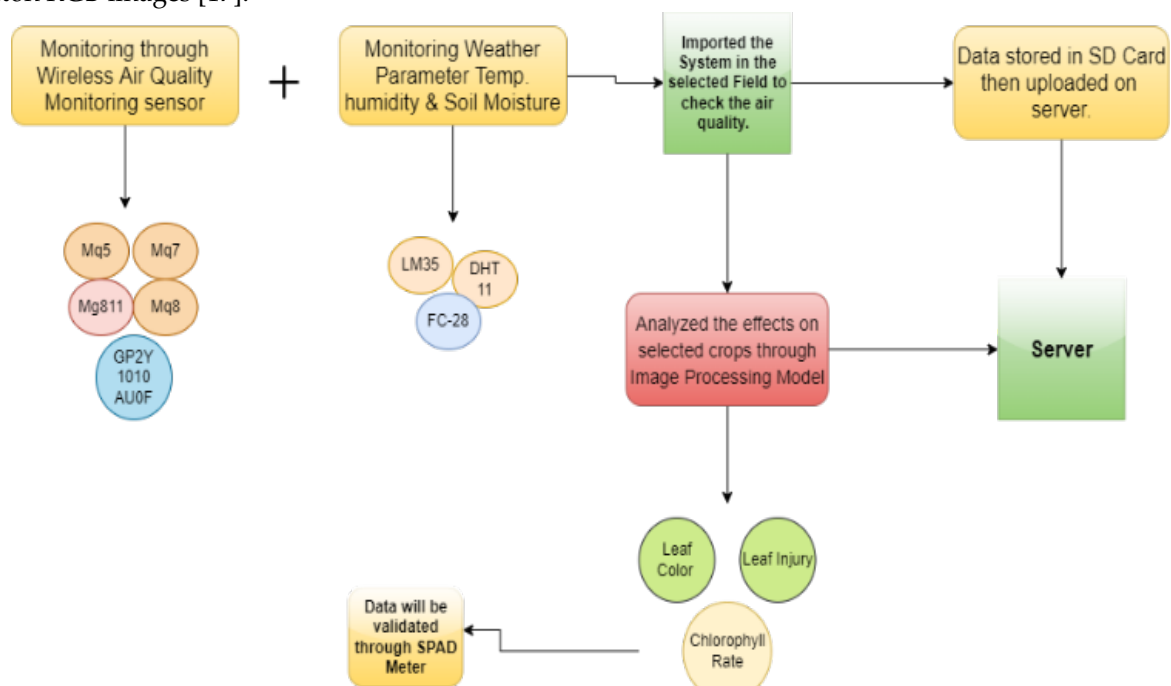 RGB images [
Monitoring through
Wireless Air Quality
Monitoring sensor
+
Monitoring Weather
Parameter Temp.
humidity & Soil Moisture
Imported the
System in the
selected Field to
check the air
quality.
Data stored in SD Card
then uploaded on
server.
Mq5
Mq7
Mg811
Mq8
GP2Y
1010
AU0F
LM35
DHT
11
FC-28
Analyzed the effects on
selected crops through
Image Processing Model
Server
Leaf
Color
Leaf Injury
Chlorophyll
Rate
Data will be
validated
through SPAD
Meter